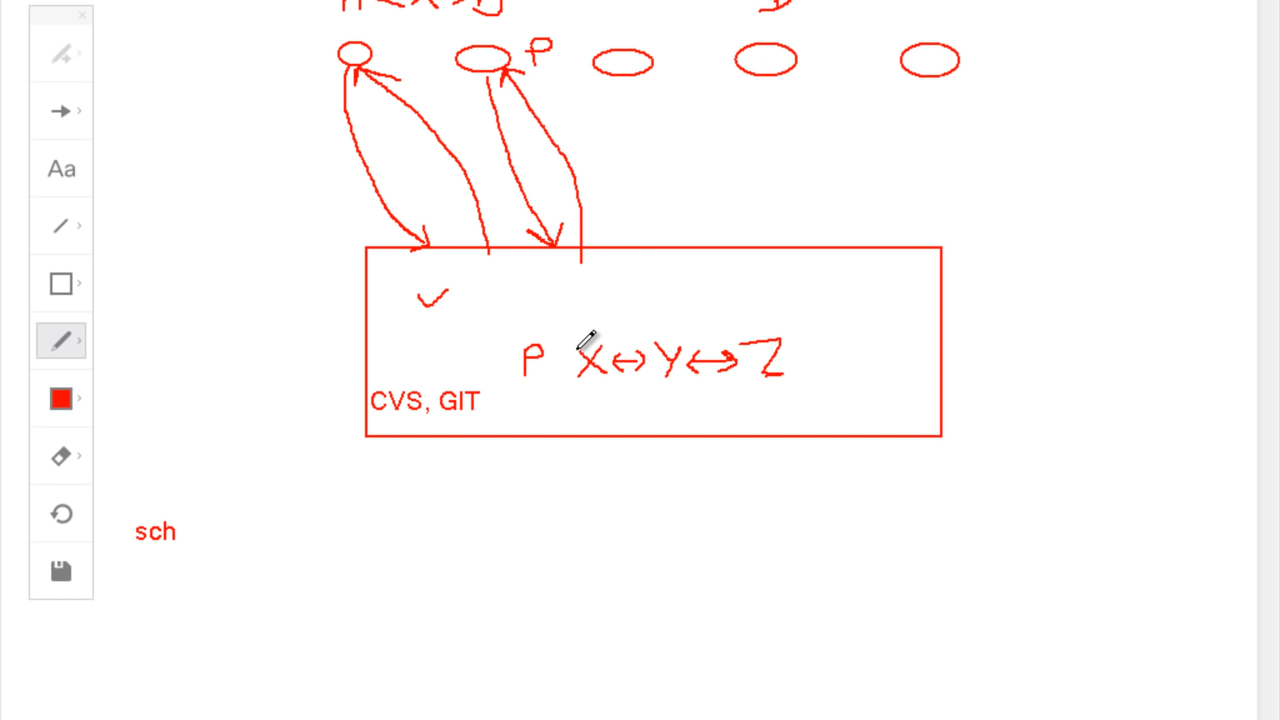 P
Aa
P X↔Y↔Z
CVS, GIT
sch